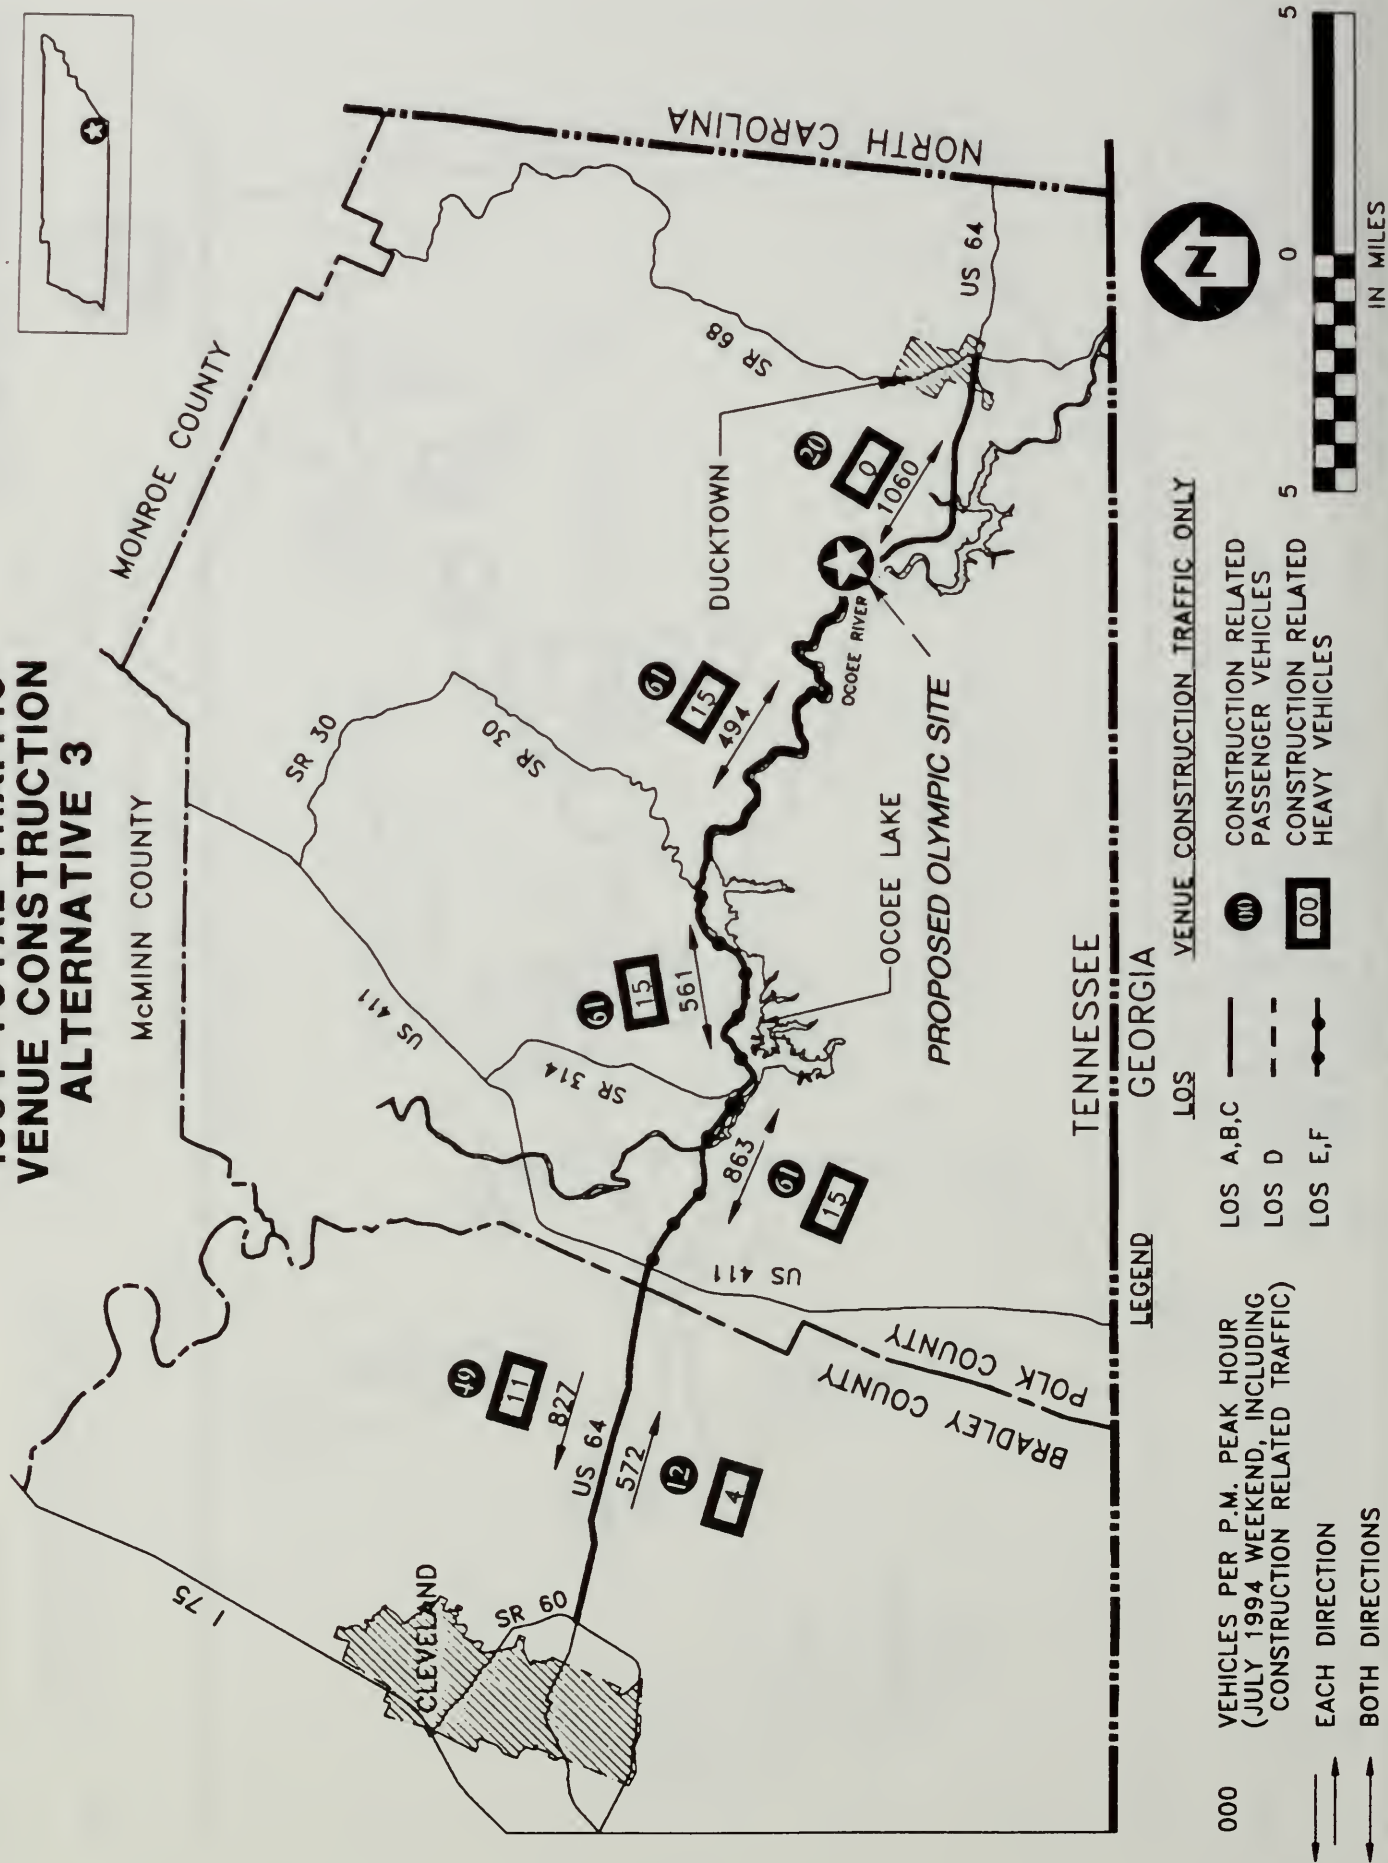 VENUE CONSTRUCTION
ALTERNATIVE 3
McMINN COUNTY
MONROE COUNTY
NORTH CAROLINA
I 75
CLEVELAND
SR 60
US 64
49
11
827
572
12
4
BRADLEY COUNTY
POLK COUNTY
US 411
US 411
SR 314
SR 30
SR 30
863
61
15
61
15
561
61
15
494
OCOEE LAKE
OCOEE RIVER
PROPOSED OLYMPIC SITE
DUCKTOWN
20
0
1060
SR 68
US 64
TENNESSEE
GEORGIA
N
5 0 5
IN MILES
LEGEND
000 VEHICLES PER P.M. PEAK HOUR
(JULY 1994 WEEKEND, INCLUDING
CONSTRUCTION RELATED TRAFFIC)
EACH DIRECTION
BOTH DIRECTIONS
LOS
LOS A,B,C
LOS D
LOS E,F
VENUE CONSTRUCTION TRAFFIC ONLY
00 CONSTRUCTION RELATED
PASSENGER VEHICLES
00 CONSTRUCTION RELATED
HEAVY VEHICLES